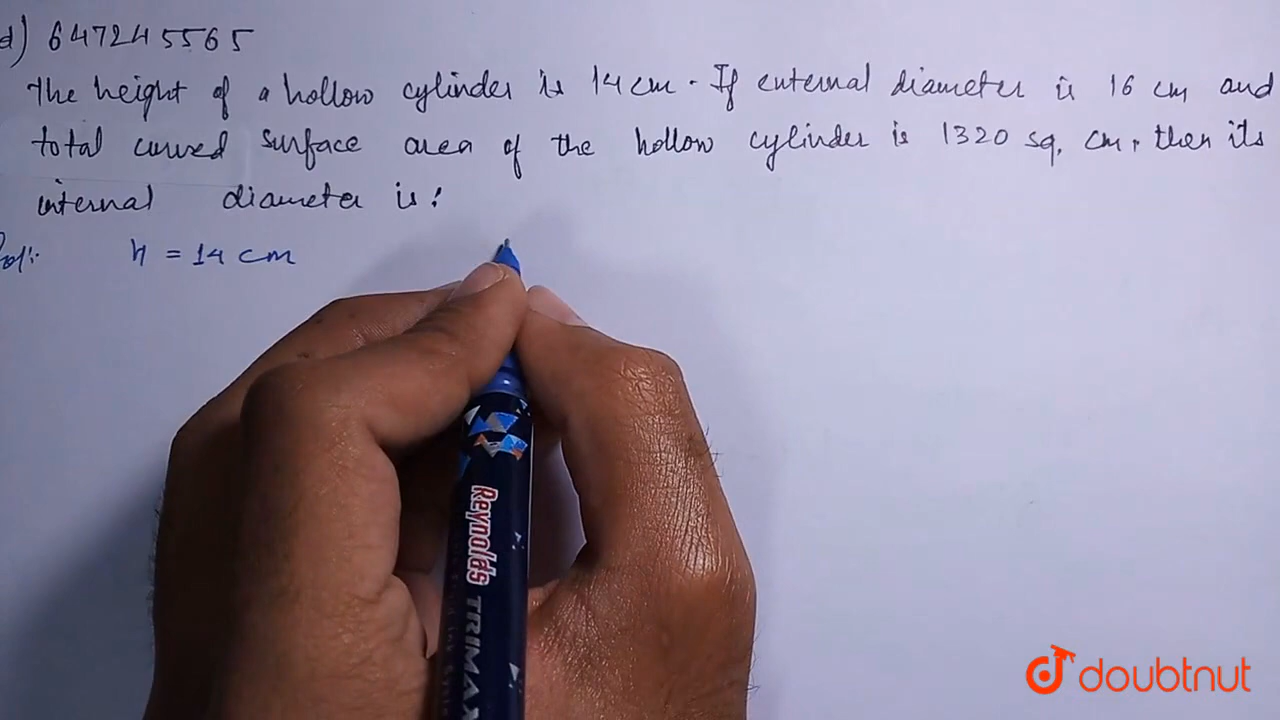 d) 647245565
The height of a hollow cylinder is 14 cm. If external diameter is 16 cm and
total curved surface area of the hollow cylinder is 1320 sq. cm, then its
internal diameter is:
Sol:- h = 14 cm
Reynolds TRIMAX
doubtnut